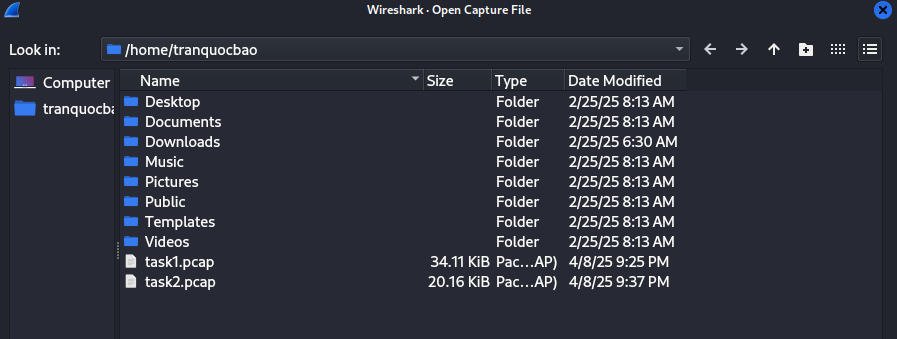 Wireshark · Open Capture File
Look in: /home/tranquocbao
Computer
tranquocba
Name Size Type Date Modified
Desktop Folder 2/25/25 8:13 AM
Documents Folder 2/25/25 8:13 AM
Downloads Folder 2/25/25 6:30 AM
Music Folder 2/25/25 8:13 AM
Pictures Folder 2/25/25 8:13 AM
Public Folder 2/25/25 8:13 AM
Templates Folder 2/25/25 8:13 AM
Videos Folder 2/25/25 8:13 AM
task1.pcap 34.11 KiB Pac...AP) 4/8/25 9:25 PM
task2.pcap 20.16 KiB Pac...AP) 4/8/25 9:37 PM